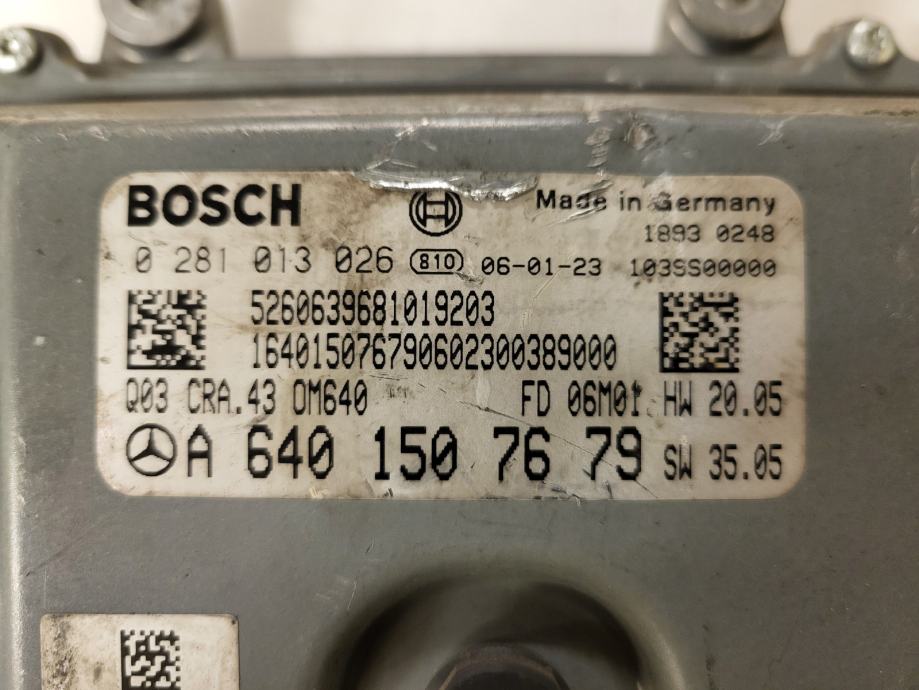 BOSCH
Made in Germany
1893 0248
0 281 013 026 810 06-01-23 103SS00000
5260639681019203
164015076790602300389000
Q03 CRA.43 OM640 FD 06M01 HW 20.05
A 640 150 76 79 SW 35.05